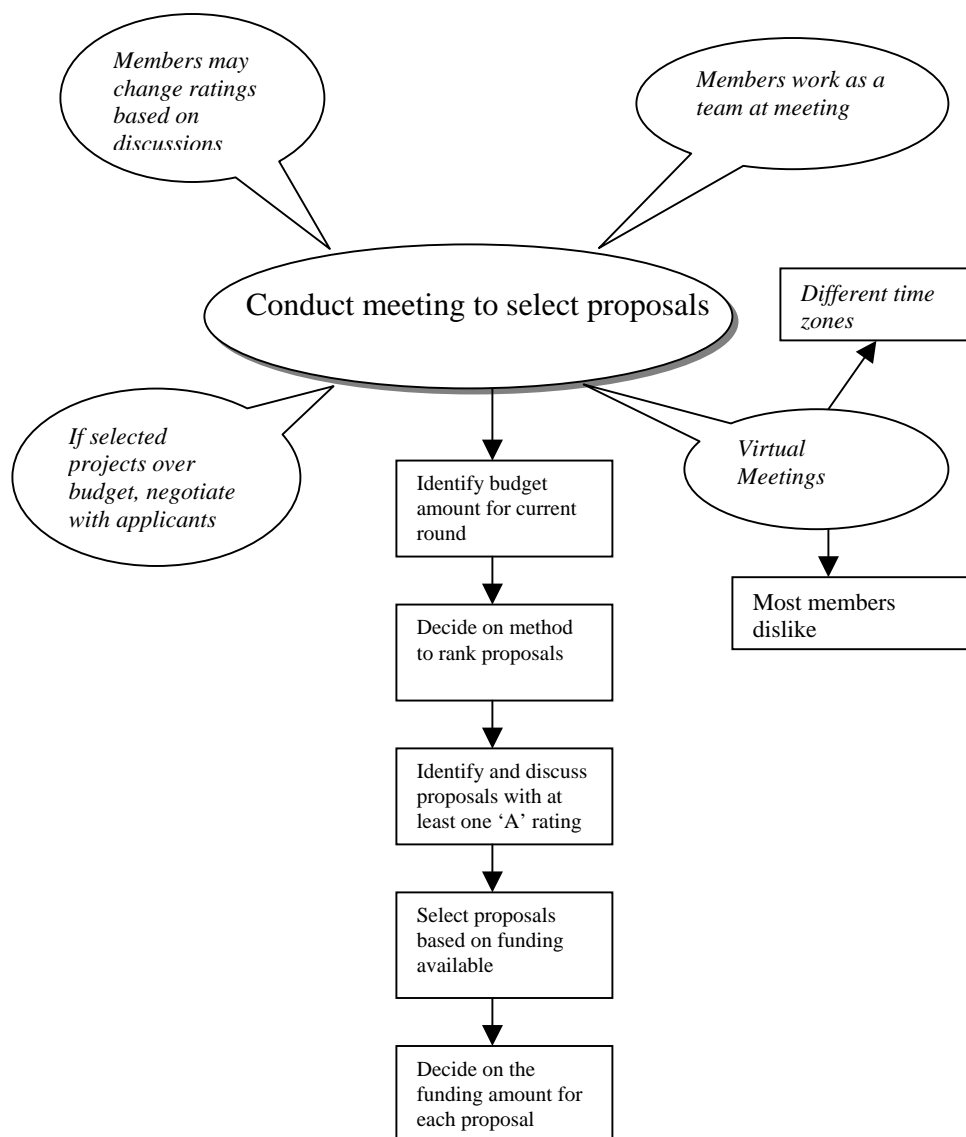 Members may
change ratings
based on
discussions
Members work as a
team at meeting
Conduct meeting to select proposals
Different time
zones
If selected
projects over
budget, negotiate
with applicants
Virtual
Meetings
Identify budget
amount for current
round
Most members
dislike
Decide on method
to rank proposals
Identify and discuss
proposals with at
least one ‘A’ rating
Select proposals
based on funding
available
Decide on the
funding amount for
each proposal